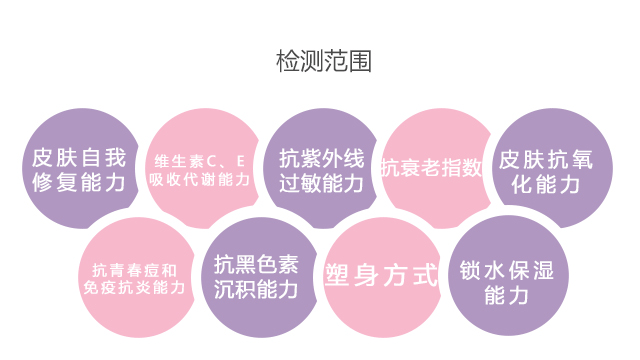 检测范围
皮肤自我
修复能力
维生素C、E
吸收代谢能力
抗紫外线
过敏能力
抗衰老指数
皮肤抗氧
化能力
抗青春痘和
免疫抗炎能力
抗黑色素
沉积能力
塑身方式
锁水保湿
能力